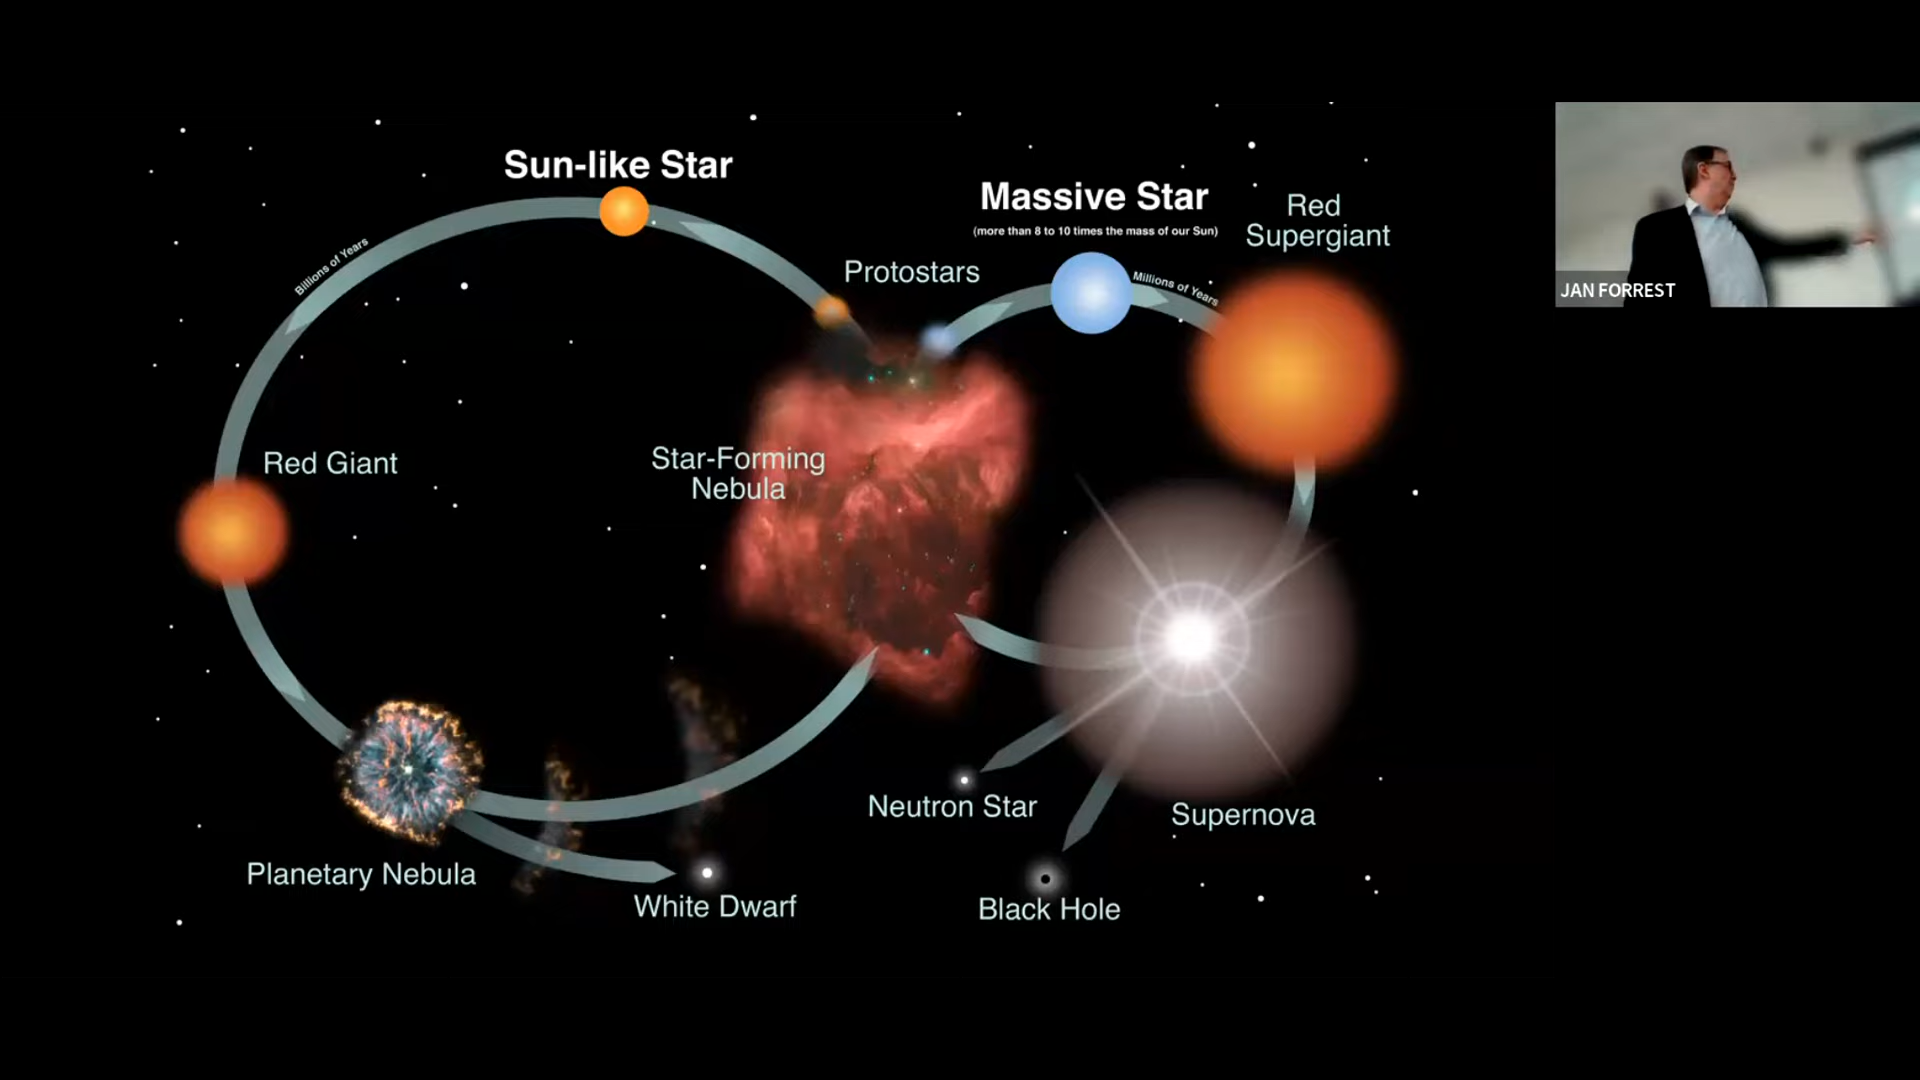 Sun-like Star
Massive Star
(more than 8 to 10 times the mass of our Sun)
Red
Supergiant
Protostars
Billions of Years
Millions of Years
Red Giant
Star-Forming
Nebula
Neutron Star
Supernova
Planetary Nebula
White Dwarf
Black Hole
JAN FORREST